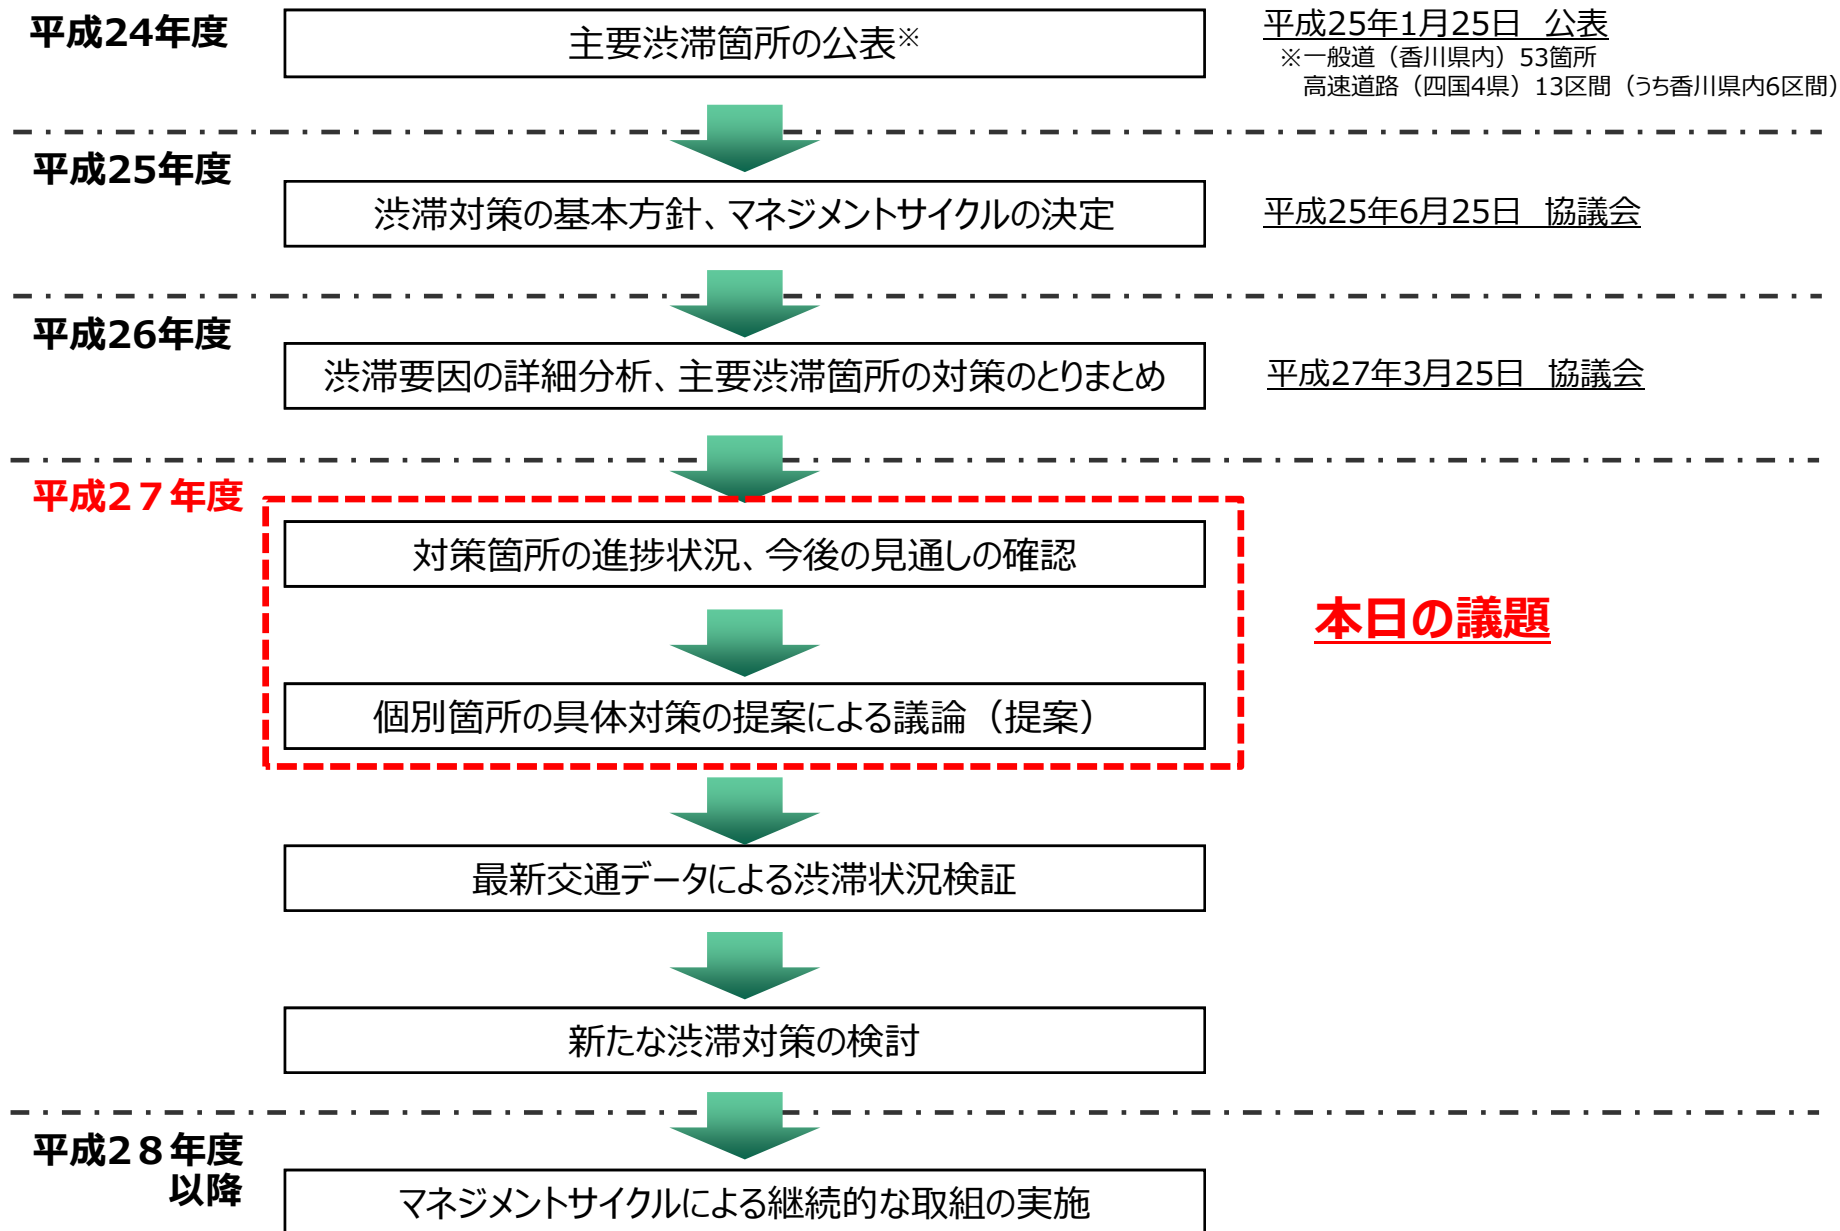 平成24年度
主要渋滞箇所の公表※
平成25年1月25日 公表
※一般道（香川県内）53箇所
高速道路（四国4県）13区間（うち香川県内6区間）
平成25年度
渋滞対策の基本方針、マネジメントサイクルの決定
平成25年6月25日 協議会
平成26年度
渋滞要因の詳細分析、主要渋滞箇所の対策のとりまとめ
平成27年3月25日 協議会
平成2７年度
対策箇所の進捗状況、今後の見通しの確認
本日の議題
個別箇所の具体対策の提案による議論（提案）
最新交通データによる渋滞状況検証
新たな渋滞対策の検討
平成2８年度
以降
マネジメントサイクルによる継続的な取組の実施